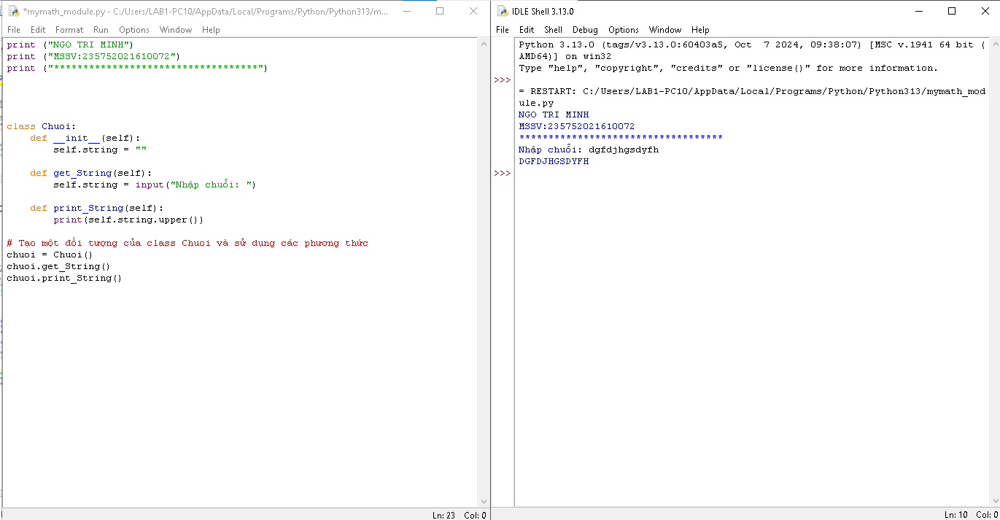 *mymath_module.py - C:/Users/LAB1-PC10/AppData/Local/Programs/Python/Python313/m...
File Edit Format Run Options Window Help
print ("NGO TRI MINH")
print ("MSSV:235752021610072")
print ("***********************************")
class Chuoi:
    def __init__(self):
        self.string = ""
    def get_String(self):
        self.string = input("Nhập chuỗi: ")
    def print_String(self):
        print(self.string.upper())
# Tạo một đối tượng của class Chuoi và sử dụng các phương thức
chuoi = Chuoi()
chuoi.get_String()
chuoi.print_String()
Ln: 23 Col: 0
IDLE Shell 3.13.0
File Edit Shell Debug Options Window Help
Python 3.13.0 (tags/v3.13.0:60403a5, Oct  7 2024, 09:38:07) [MSC v.1941 64 bit (
AMD64)] on win32
Type "help", "copyright", "credits" or "license()" for more information.
>>>
= RESTART: C:/Users/LAB1-PC10/AppData/Local/Programs/Python/Python313/mymath_mod
ule.py
NGO TRI MINH
MSSV:235752021610072
***********************************
Nhập chuỗi: dgfdjhgsdyfh
DGFDJHGSDYFH
>>>
Ln: 10 Col: 0